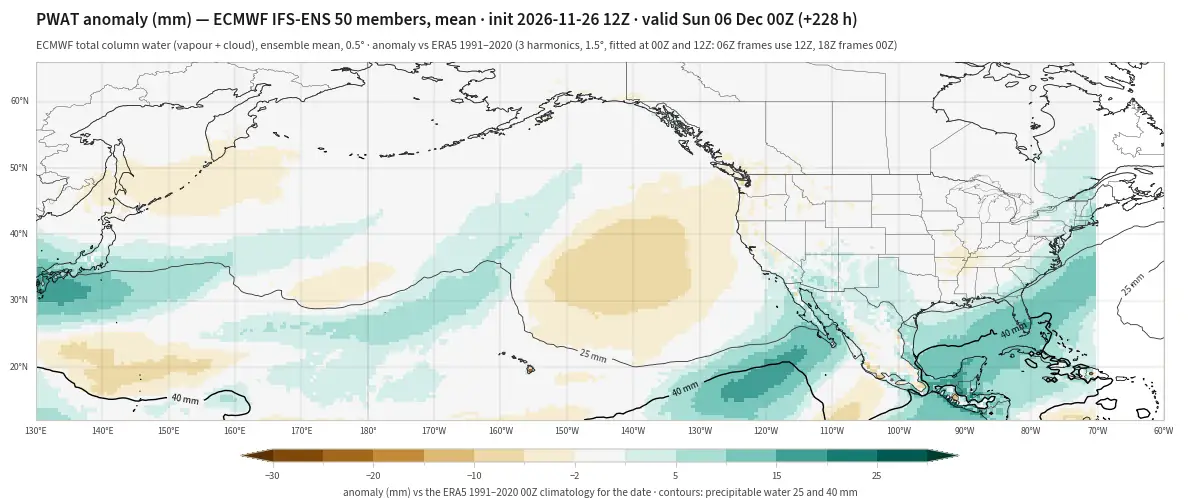 PWAT anomaly (mm) — ECMWF IFS-ENS 50 members, mean · init 2026-11-26 12Z · valid Sun 06 Dec 00Z (+228 h)
ECMWF total column water (vapour + cloud), ensemble mean, 0.5° · anomaly vs ERA5 1991–2020 (3 harmonics, 1.5°, fitted at 00Z and 12Z: 06Z frames use 12Z, 18Z frames 00Z)
60°N
50°N
40°N
30°N
20°N
25 mm
40 mm
25 mm
40 mm
40 mm
130°E 140°E 150°E 160°E 170°E 180° 170°W 160°W 150°W 140°W 130°W 120°W 110°W 100°W 90°W 80°W 70°W 60°W
−30 −20 −10 −2 5 15 25
anomaly (mm) vs the ERA5 1991–2020 00Z climatology for the date · contours: precipitable water 25 and 40 mm